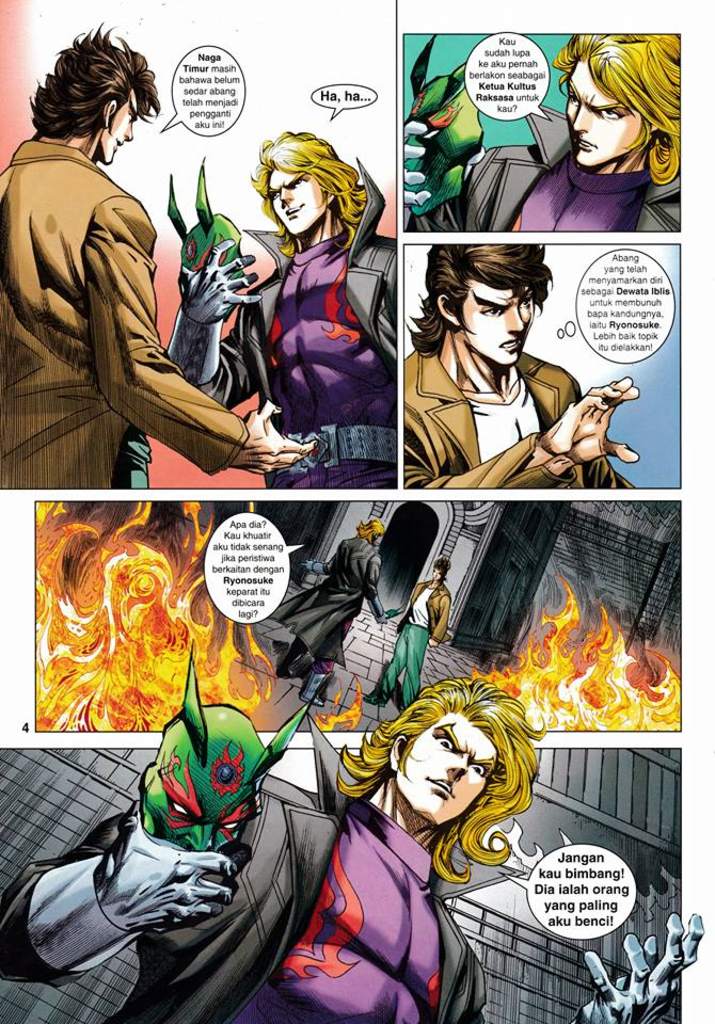 Naga
Timur masih
bahawa belum
sedar abang
telah menjadi
pengganti
aku ini!
Ha, ha...
Kau
sudah lupa
ke aku pernah
berlakon seabagai
Ketua Kultus
Raksasa untuk
kau?
Abang
yang telah
menyamarkan diri
sebagai Dewata Iblis
untuk membunuh
bapa kandungnya,
iaitu Ryonosuke.
Lebih baik topik
itu dielakkan!
Apa dia?
Kau khuatir
aku tidak senang
jika peristiwa
berkaitan dengan
Ryonosuke
keparat itu
dibicara
lagi?
4
Jangan
kau bimbang!
Dia ialah orang
yang paling
aku benci!